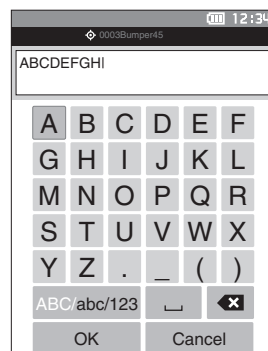 12:34
0003Bumper45
ABCDEFGHI
A B C D E F
G H I J K L
M N O P Q R
S T U V W X
Y Z . _ ( )
ABC/abc/123
OK Cancel